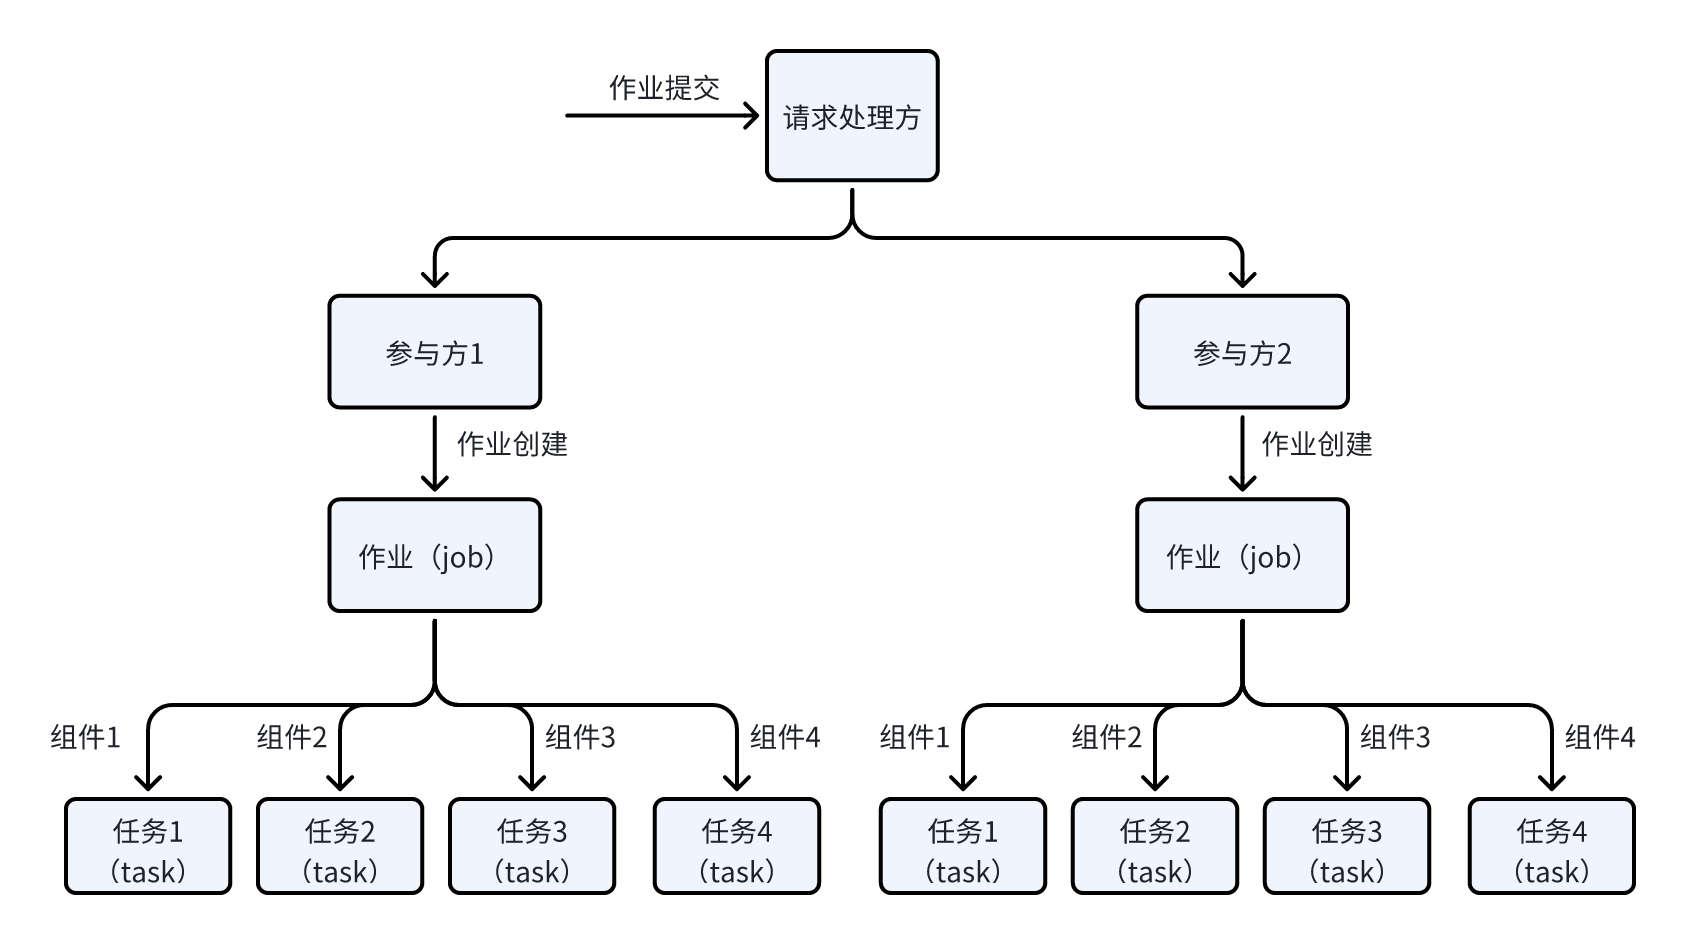 作业提交
请求处理方
参与方1
参与方2
作业创建
作业创建
作业（job）
作业（job）
组件1
组件2
组件3
组件4
组件1
组件2
组件3
组件4
任务1
（task）
任务2
（task）
任务3
（task）
任务4
（task）
任务1
（task）
任务2
（task）
任务3
（task）
任务4
（task）